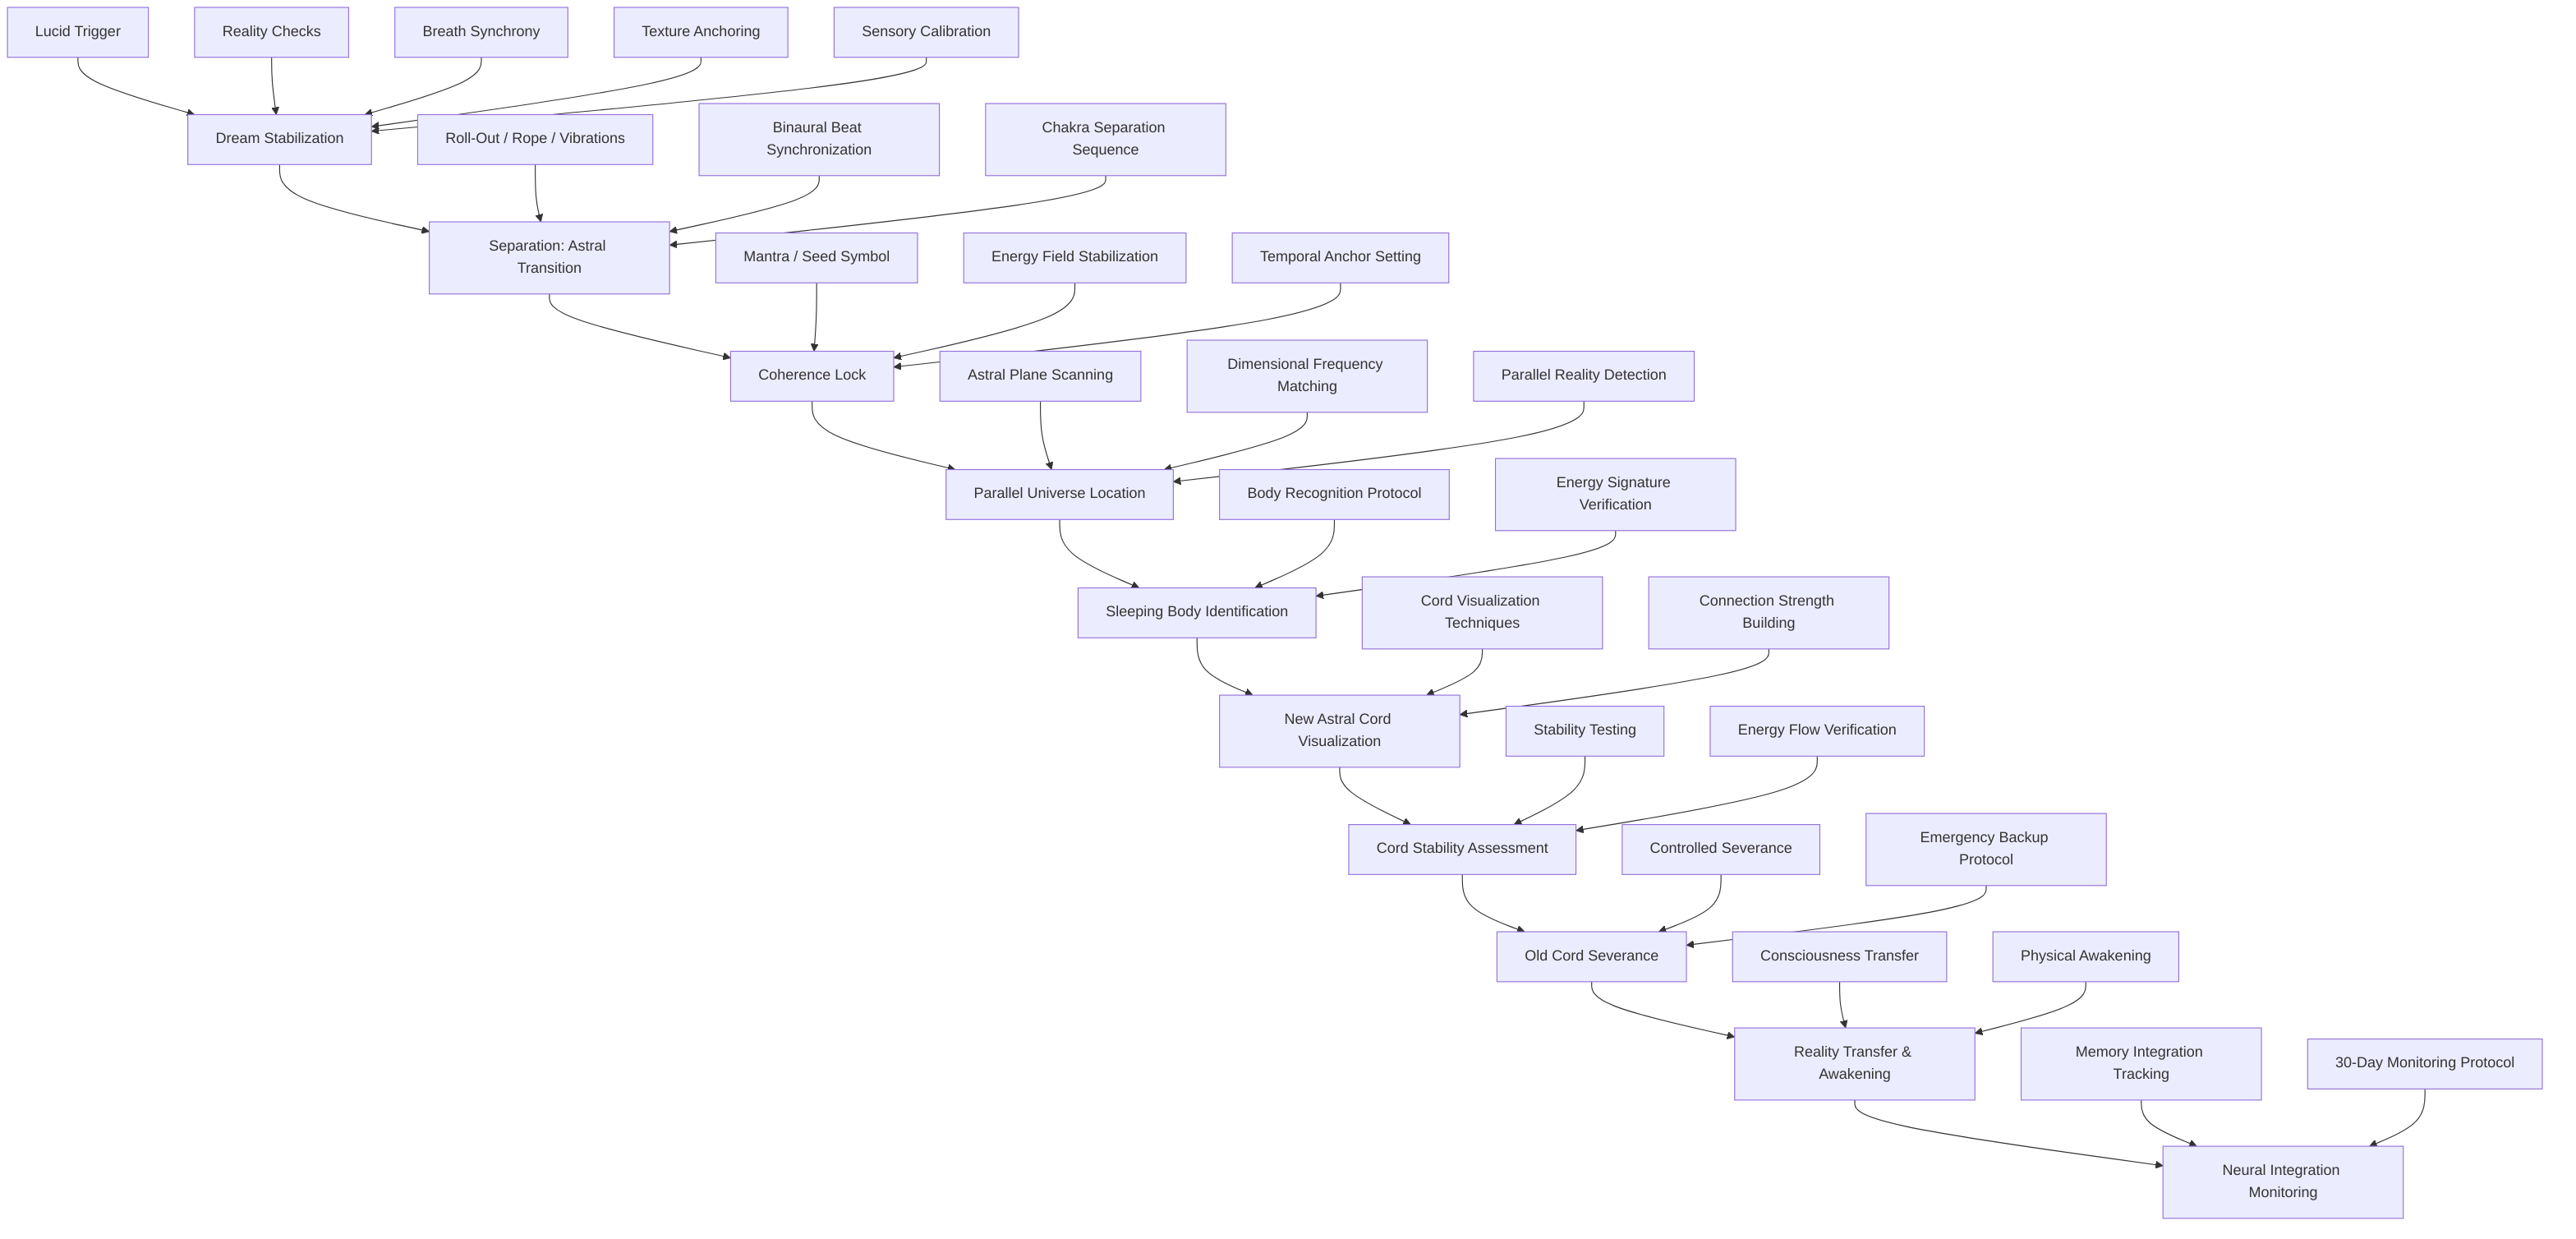 Lucid Trigger
Reality Checks
Breath Synchrony
Texture Anchoring
Sensory Calibration
Dream Stabilization
Roll-Out / Rope / Vibrations
Binaural Beat
Synchronization
Chakra Separation
Sequence
Separation: Astral
Transition
Mantra / Seed Symbol
Energy Field Stabilization
Temporal Anchor Setting
Coherence Lock
Astral Plane Scanning
Dimensional Frequency
Matching
Parallel Reality Detection
Parallel Universe Location
Body Recognition Protocol
Energy Signature
Verification
Sleeping Body Identification
Cord Visualization
Techniques
Connection Strength
Building
New Astral Cord
Visualization
Stability Testing
Energy Flow Verification
Cord Stability Assessment
Controlled Severance
Emergency Backup
Protocol
Old Cord Severance
Consciousness Transfer
Physical Awakening
Reality Transfer &
Awakening
Memory Integration
Tracking
30-Day Monitoring Protocol
Neural Integration
Monitoring